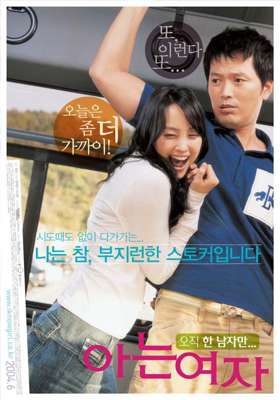 또,
이런다
또...
오늘은
좀 더
가까이!
시도때도 없이 다가가는...
나는 참, 부지런한 스토커입니다
오직 한 남자만...
아는여자
2004.6